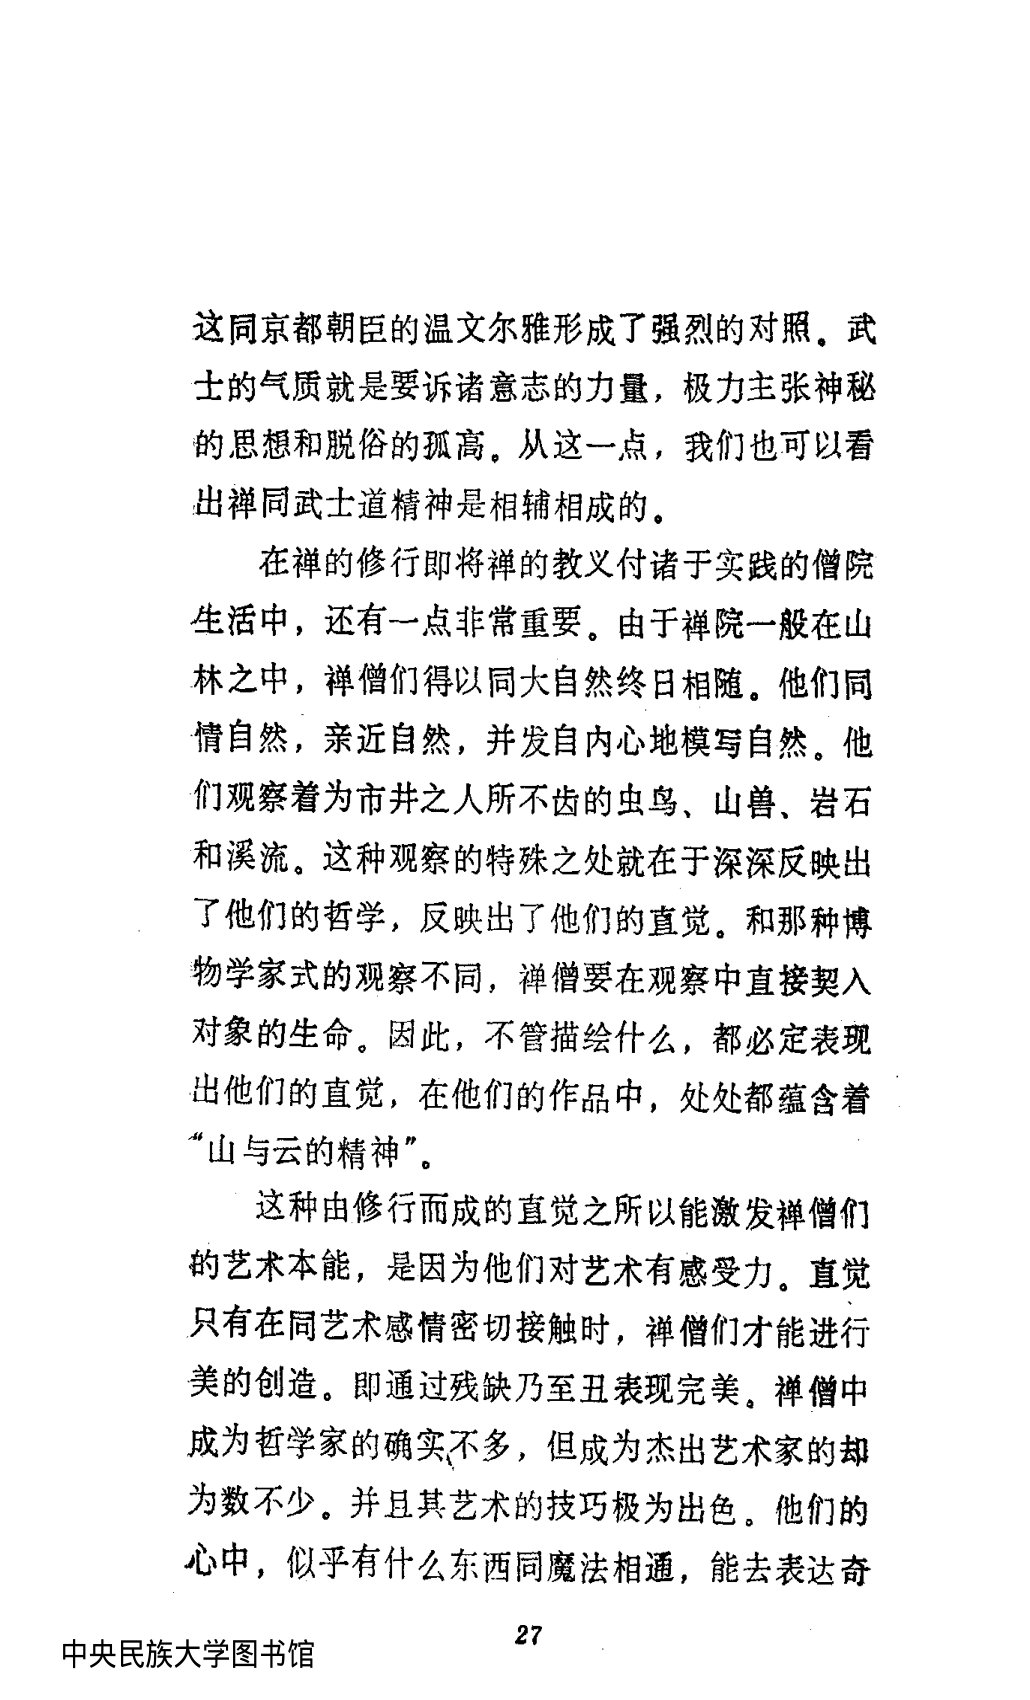 这同京都朝臣的温文尔雅形成了强烈的对照。武
士的气质就是要诉诸意志的力量，极力主张神秘
的思想和脱俗的孤高。从这一点，我们也可以看
出禅同武士道精神是相辅相成的。
在禅的修行即将禅的教义付诸于实践的僧院
生活中，还有一点非常重要。由于禅院一般在山
林之中，禅僧们得以同大自然终日相随。他们同
情自然，亲近自然，并发自内心地模写自然。他
们观察着为市井之人所不齿的虫鸟、山兽、岩石
和溪流。这种观察的特殊之处就在于深深反映出
了他们的哲学，反映出了他们的直觉。和那种博
物学家式的观察不同，禅僧要在观察中直接契入
对象的生命。因此，不管描绘什么，都必定表现
出他们的直觉，在他们的作品中，处处都蕴含着
“山与云的精神”。
这种由修行而成的直觉之所以能激发禅僧们
的艺术本能，是因为他们对艺术有感受力。直觉
只有在同艺术感情密切接触时，禅僧们才能进行
美的创造。即通过残缺乃至丑表现完美。禅僧中
成为哲学家的确实不多，但成为杰出艺术家的却
为数不少。并且其艺术的技巧极为出色。他们的
心中，似乎有什么东西同魔法相通，能去表达奇
27
中央民族大学图书馆